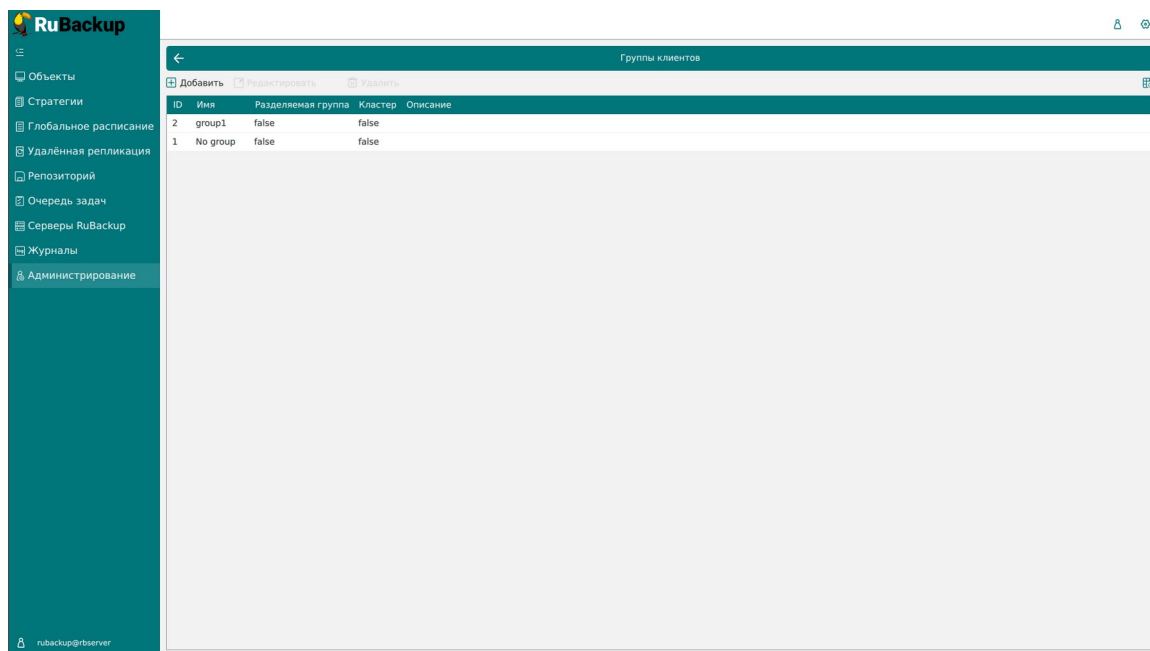 RuBackup
Группы клиентов
Объекты
Стратегии
Глобальное расписание
Удалённая репликация
Репозиторий
Очередь задач
Серверы RuBackup
Журналы
Администрирование
rubackup@rbserver
Добавить Редактировать Удалить
ID Имя Разделяемая группа Кластер Описание
2 group1 false false
1 No group false false